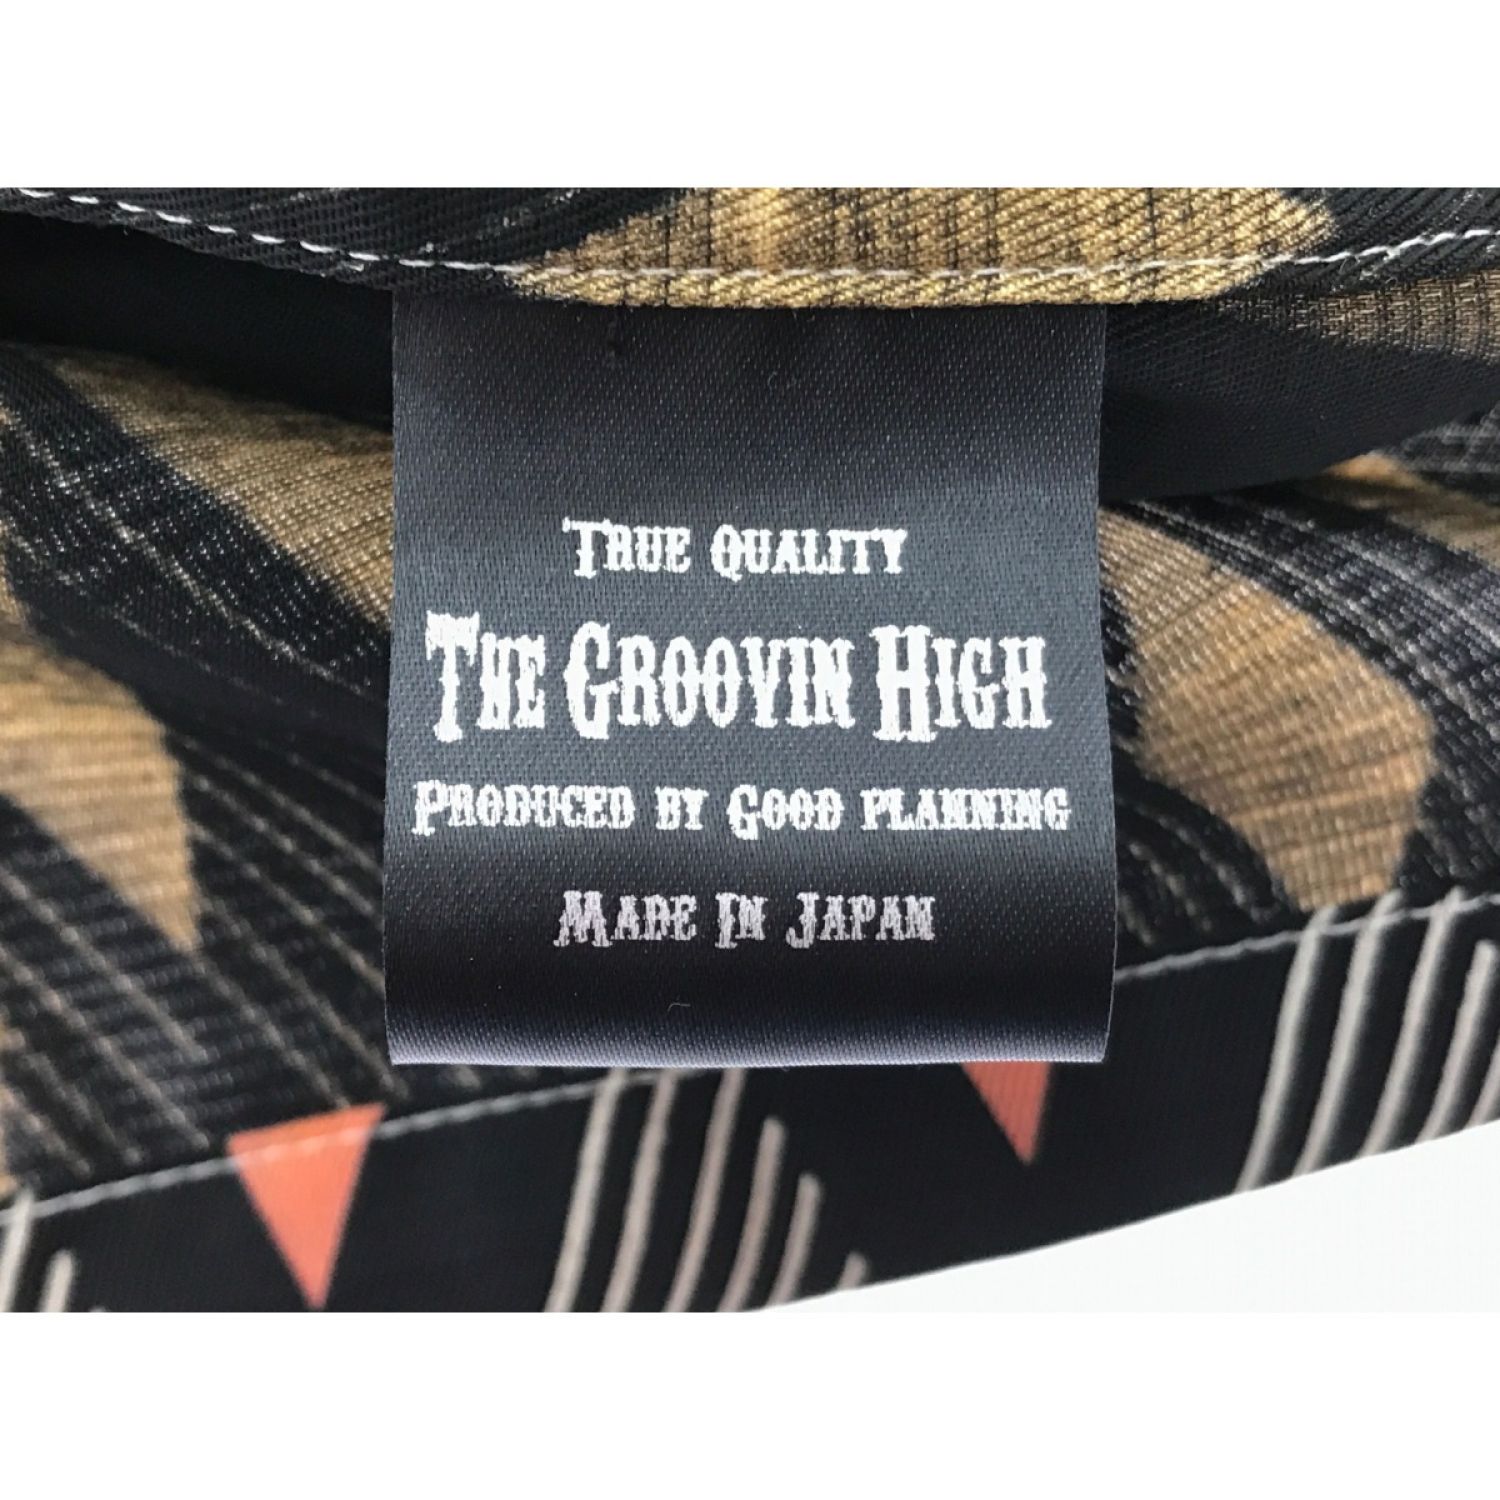 True Quality
The Groovin High
Produced by Good planning
Made In Japan